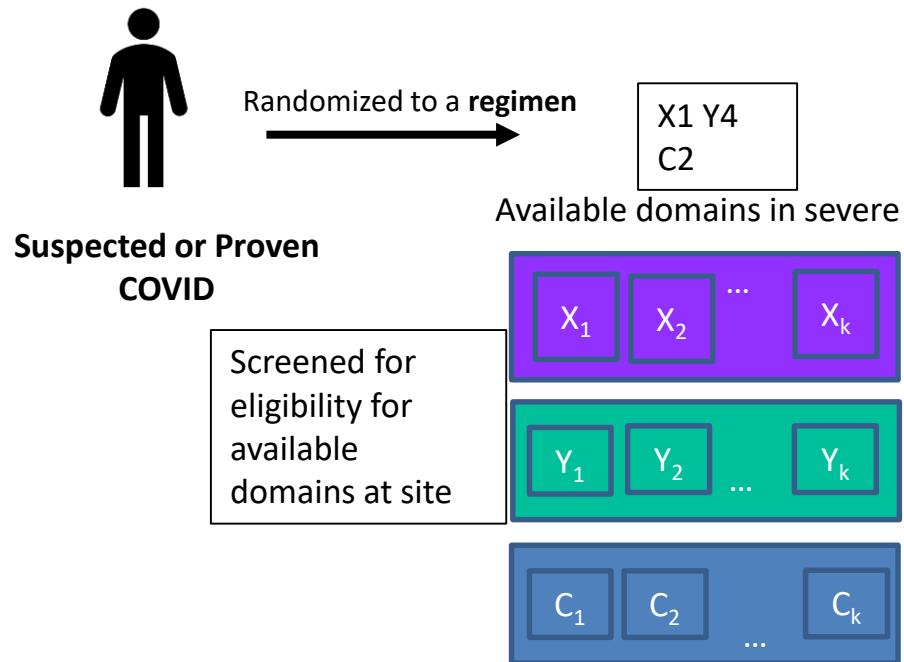 Randomized to a regimen
X1 Y4
C2
Suspected or Proven
COVID
Available domains in severe
Screened for
eligibility for
available
domains at site
X₁ X₂ ... Xₖ
Y₁ Y₂ ... Yₖ
C₁ C₂ ... Cₖ